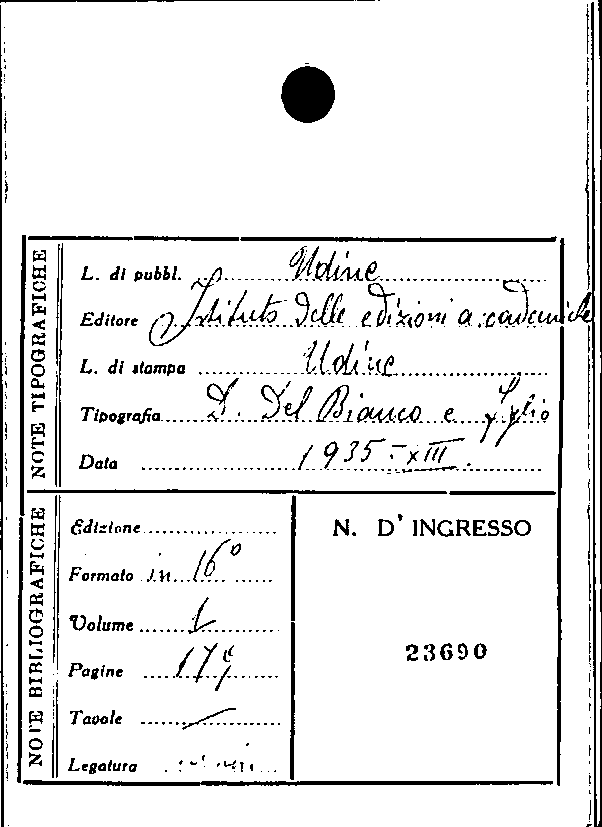 NOTE TIPOGRAFICHE
L. di pubbl. Udine
Editore Istituto delle edizioni accademiche
L. di stampa Udine
Tipografia D. Del Bianco e figlio
Data 1935-XIII.
NOTE BIBLIOGRAFICHE
Edizione
Formato in 16°
Volume 1
Pagine
Tavole —
Legatura
N. D' INGRESSO
23690